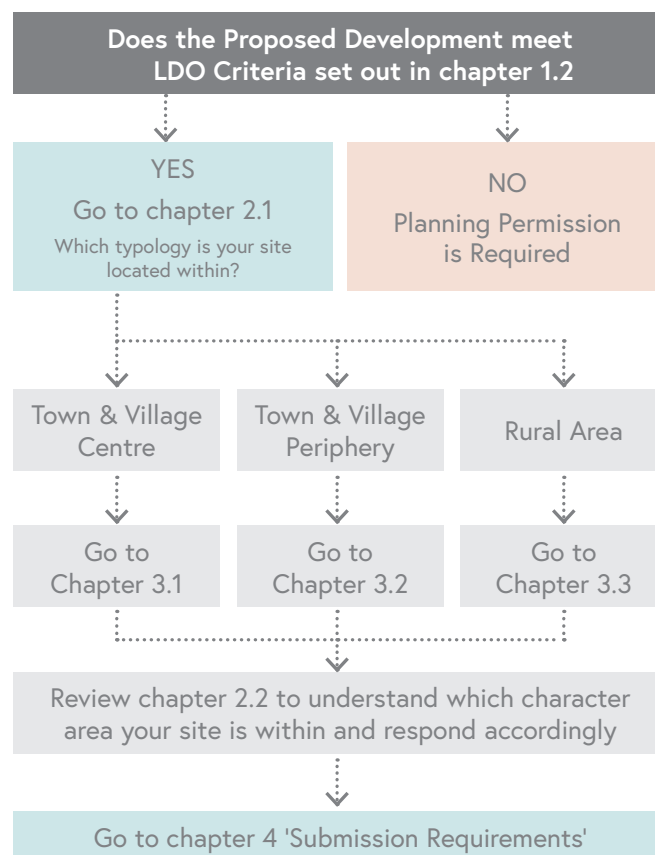 Does the Proposed Development meet
LDO Criteria set out in chapter 1.2
YES
Go to chapter 2.1
Which typology is your site
located within?
NO
Planning Permission
is Required
Town & Village
Centre
Town & Village
Periphery
Rural Area
Go to
Chapter 3.1
Go to
Chapter 3.2
Go to
Chapter 3.3
Review chapter 2.2 to understand which character
area your site is within and respond accordingly
Go to chapter 4 'Submission Requirements'